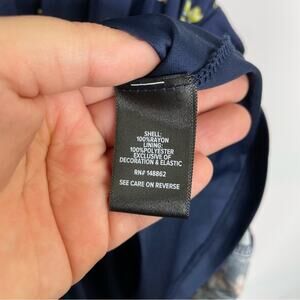 SHELL:
100%RAYON
LINING:
100%POLYESTER
EXCLUSIVE OF
DECORATION & ELASTIC
RN# 148862
SEE CARE ON REVERSE